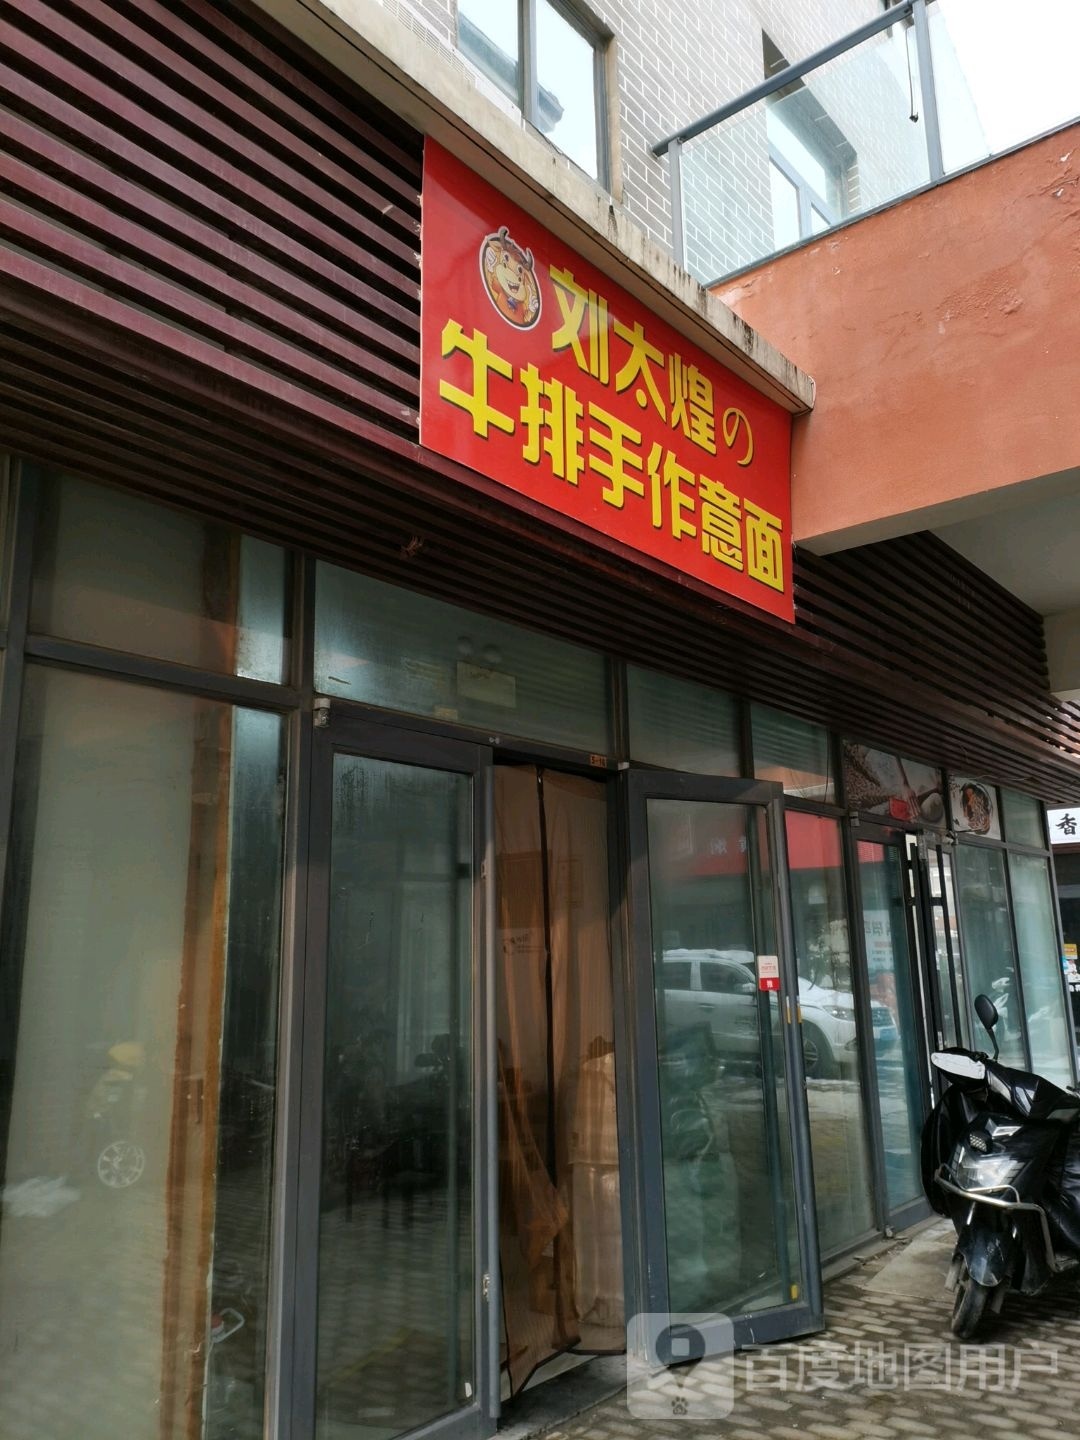 刘太煌の
牛排手作意面
香
百度地图用户